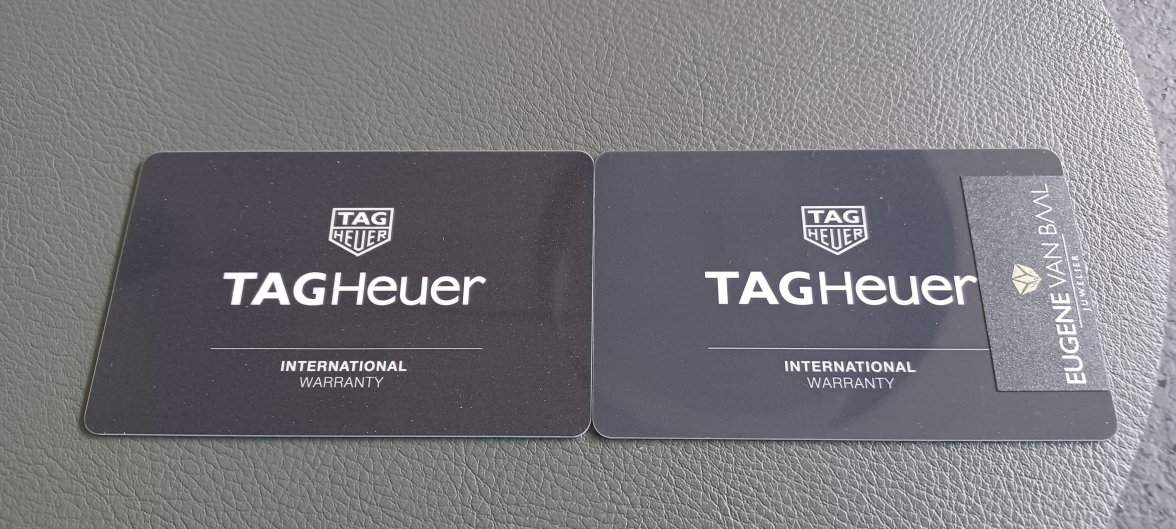 TAG
HEUER
TAGHeuer
INTERNATIONAL
WARRANTY
TAG
HEUER
TAGHeuer
INTERNATIONAL
WARRANTY
EUGENE VAN BAAL
JUWELIER